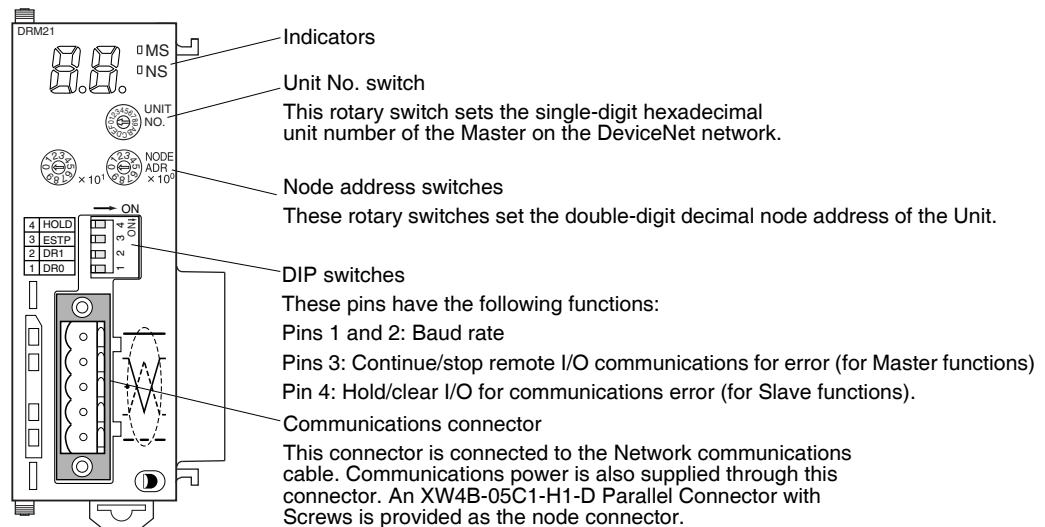 DRM21
MS
NS
UNIT
NO.
NODE
ADR
× 10¹
× 10⁰
→ ON
4 HOLD
3 ESTP
2 DR1
1 DR0
ON
4
3
2
1
Indicators
Unit No. switch
This rotary switch sets the single-digit hexadecimal
unit number of the Master on the DeviceNet network.
Node address switches
These rotary switches set the double-digit decimal node address of the Unit.
DIP switches
These pins have the following functions:
Pins 1 and 2: Baud rate
Pins 3: Continue/stop remote I/O communications for error (for Master functions)
Pin 4: Hold/clear I/O for communications error (for Slave functions).
Communications connector
This connector is connected to the Network communications
cable. Communications power is also supplied through this
connector. An XW4B-05C1-H1-D Parallel Connector with
Screws is provided as the node connector.